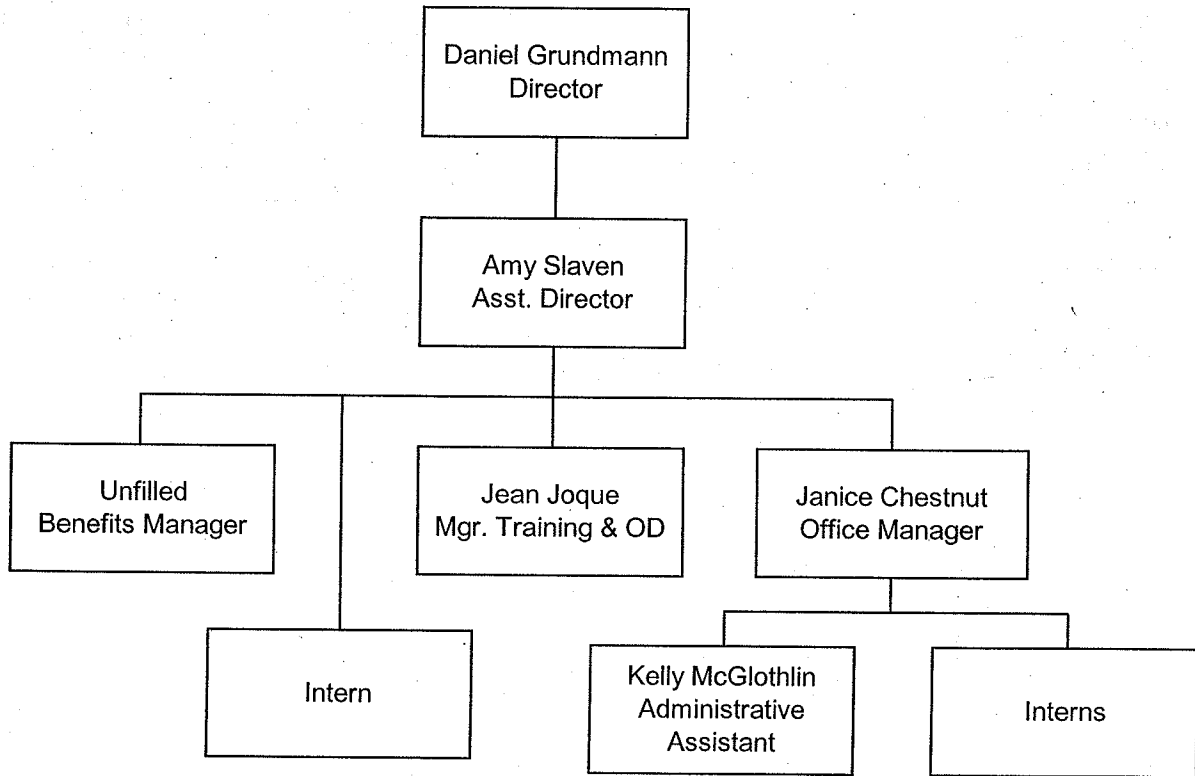 Daniel Grundmann
Director
Amy Slaven
Asst. Director
Unfilled
Benefits Manager
Jean Joque
Mgr. Training & OD
Janice Chestnut
Office Manager
Intern
Kelly McGlothlin
Administrative
Assistant
Interns